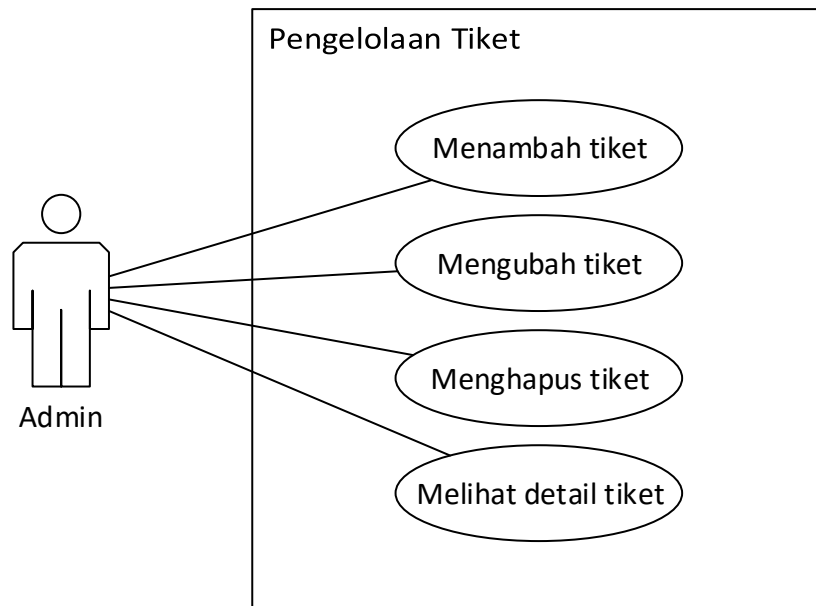 Pengelolaan Tiket
Menambah tiket
Mengubah tiket
Menghapus tiket
Admin
Melihat detail tiket